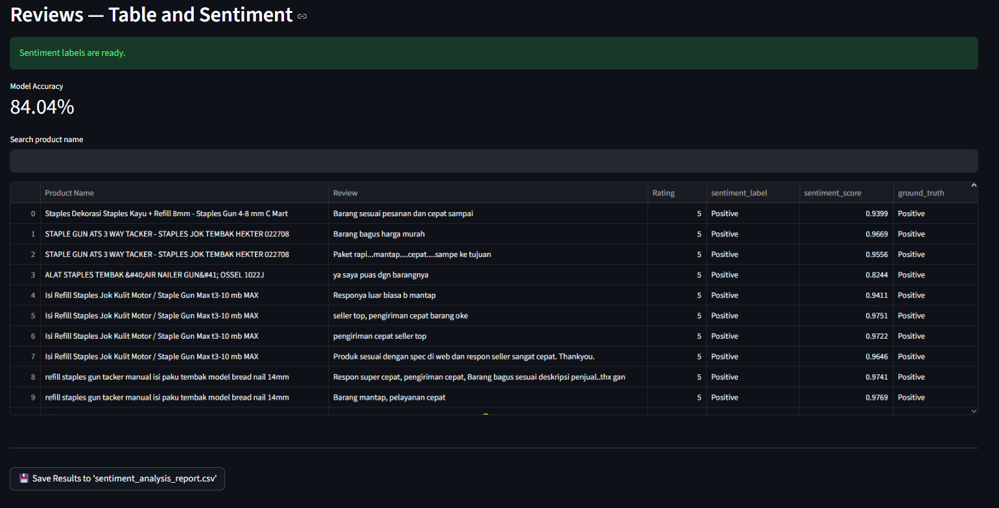 Reviews — Table and Sentiment
Sentiment labels are ready.
Model Accuracy
84.04%
Search product name
Product Name Review Rating sentiment_label sentiment_score ground_truth
0 Staples Dekorasi Staples Kayu + Refill 8mm - Staples Gun 4-8 mm C Mart Barang sesuai pesanan dan cepat sampai 5 Positive 0.9399 Positive
1 STAPLE GUN ATS 3 WAY TACKER - STAPLES JOK TEMBAK HEKTER 022708 Barang bagus harga murah 5 Positive 0.9669 Positive
2 STAPLE GUN ATS 3 WAY TACKER - STAPLES JOK TEMBAK HEKTER 022708 Paket rapi...mantap....cepat....sampe ke tujuan 5 Positive 0.9556 Positive
3 ALAT STAPLES TEMBAK &#40;AIR NAILER GUN&#41; OSSEL 1022J ya saya puas dgn barangnya 5 Positive 0.8244 Positive
4 Isi Refill Staples Jok Kulit Motor / Staple Gun Max t3-10 mb MAX Responya luar biasa b mantap 5 Positive 0.9411 Positive
5 Isi Refill Staples Jok Kulit Motor / Staple Gun Max t3-10 mb MAX seller top, pengiriman cepat barang oke 5 Positive 0.9751 Positive
6 Isi Refill Staples Jok Kulit Motor / Staple Gun Max t3-10 mb MAX pengiriman cepat seller top 5 Positive 0.9722 Positive
7 Isi Refill Staples Jok Kulit Motor / Staple Gun Max t3-10 mb MAX Produk sesuai dengan spec di web dan respon seller sangat cepat. Thankyou. 5 Positive 0.9646 Positive
8 refill staples gun tacker manual isi paku tembak model bread nail 14mm Respon super cepat, pengiriman cepat, Barang bagus sesuai deskripsi penjual..thx gan 5 Positive 0.9741 Positive
9 refill staples gun tacker manual isi paku tembak model bread nail 14mm Barang mantap, pelayanan cepat 5 Positive 0.9769 Positive
💾 Save Results to 'sentiment_analysis_report.csv'